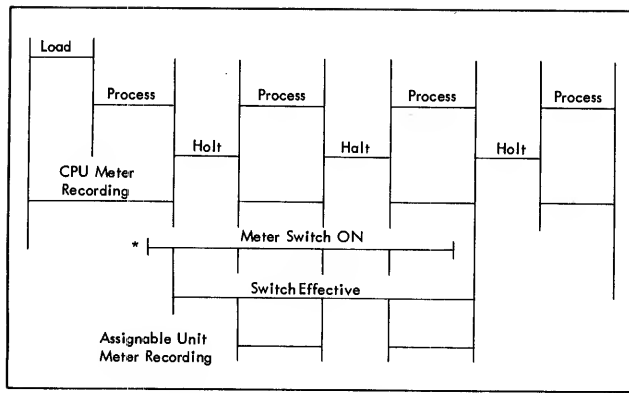 Load
Process Process Process Process
Holt Halt Holt
CPU Meter
Recording
* Meter Switch ON
Switch Effective
Assignable Unit
Meter Recording